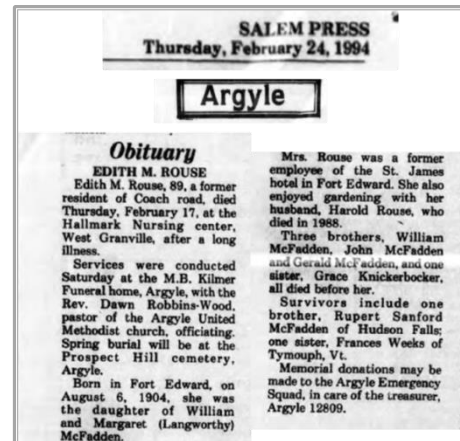 SALEM PRESS
Thursday, February 24, 1994
Argyle
Obituary
EDITH M. ROUSE
Edith M. Rouse, 89, a former
resident of Coach road, died
Thursday, February 17, at the
Hallmark Nursing center,
West Granville, after a long
illness.
Services were conducted
Saturday at the M.B. Kilmer
Funeral home, Argyle, with the
Rev. Dawn Robbins-Wood,
pastor of the Argyle United
Methodist church, officiating.
Spring burial will be at the
Prospect Hill cemetery,
Argyle.
Born in Fort Edward, on
August 6, 1904, she was
the daughter of William
and Margaret (Langworthy)
McFadden.
Mrs. Rouse was a former
employee of the St. James
hotel in Fort Edward. She also
enjoyed gardening with her
husband, Harold Rouse, who
died in 1988.
Three brothers, William
McFadden, John McFadden
and Gerald McFadden, and one
sister, Grace Knickerbocker,
all died before her.
Survivors include one
brother, Rupert Sanford
McFadden of Hudson Falls;
one sister, Frances Weeks of
Tymouph, Vt.
Memorial donations may be
made to the Argyle Emergency
Squad, in care of the treasurer,
Argyle 12809.